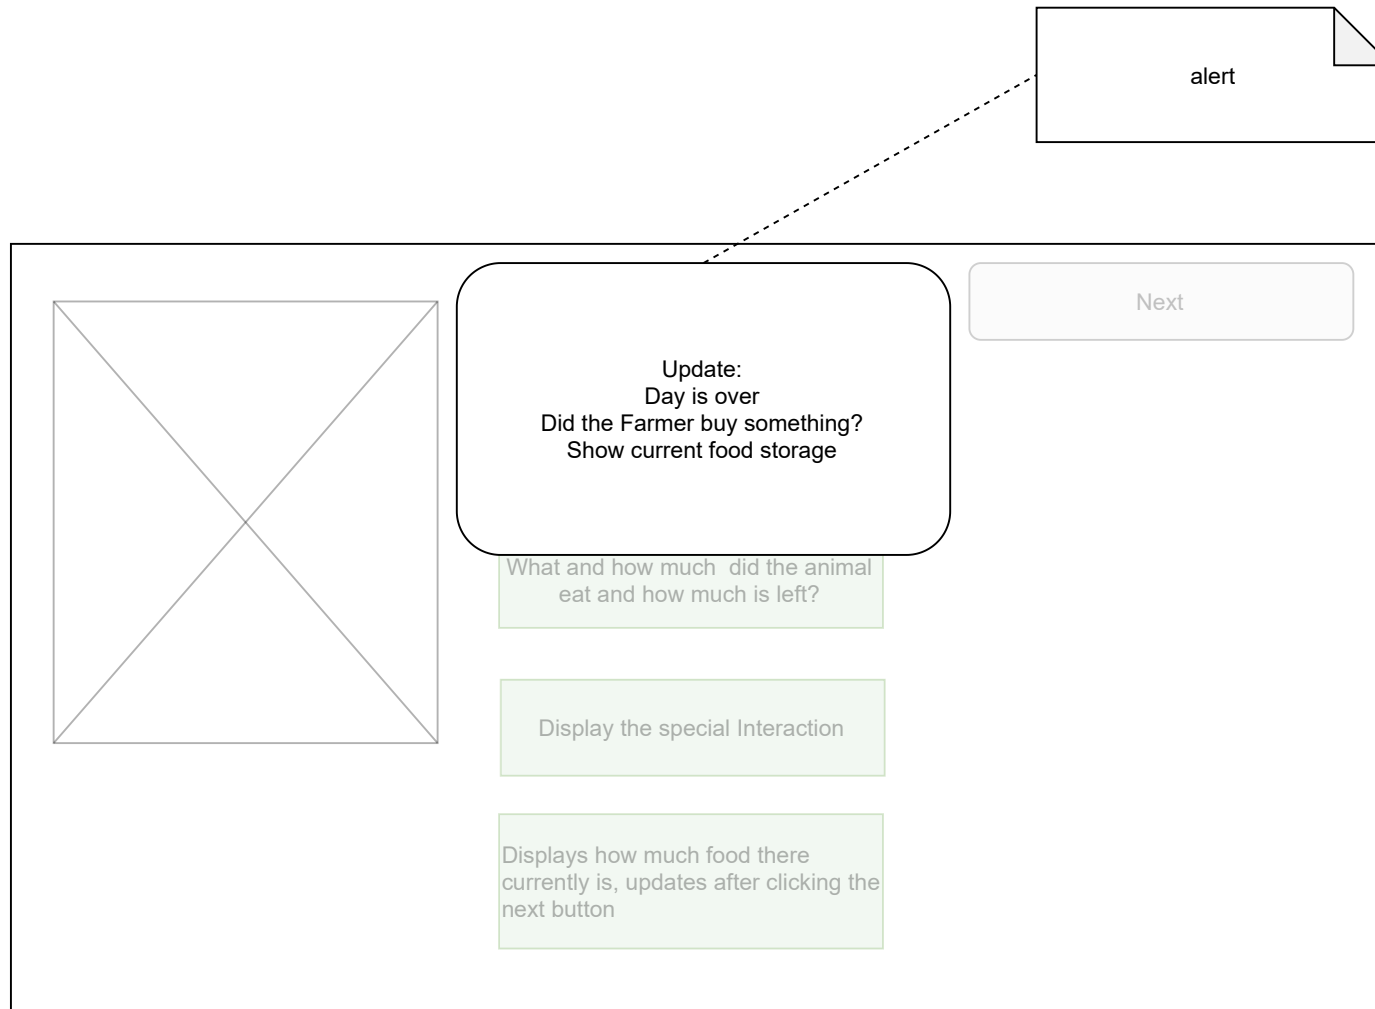 alert
Next
Update:
Day is over
Did the Farmer buy something?
Show current food storage
What and how much  did the animal
eat and how much is left?
Display the special Interaction
Displays how much food there
currently is, updates after clicking the
next button